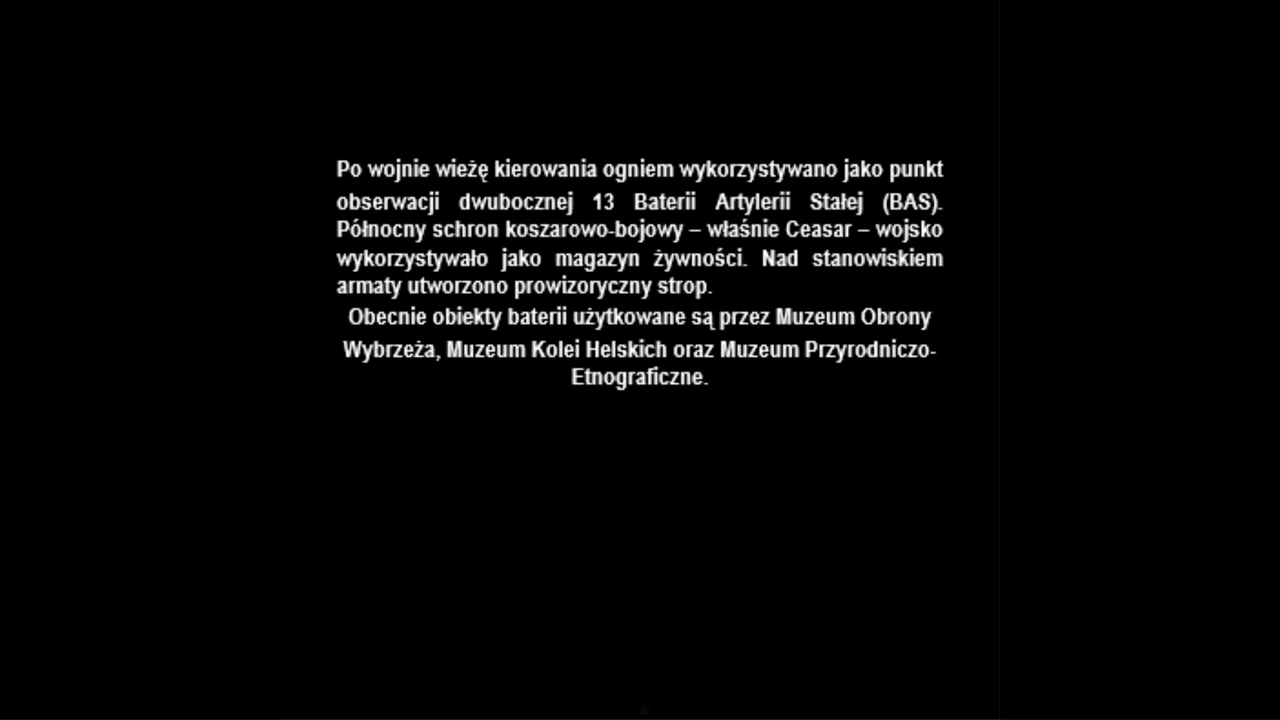 Po wojnie wieżę kierowania ogniem wykorzystywano jako punkt
obserwacji dwubocznej 13 Baterii Artylerii Stałej (BAS).
Północny schron koszarowo-bojowy – właśnie Ceasar – wojsko
wykorzystywało jako magazyn żywności. Nad stanowiskiem
armaty utworzono prowizoryczny strop.
Obecnie obiekty baterii użytkowane są przez Muzeum Obrony
Wybrzeża, Muzeum Kolei Helskich oraz Muzeum Przyrodniczo-
Etnograficzne.